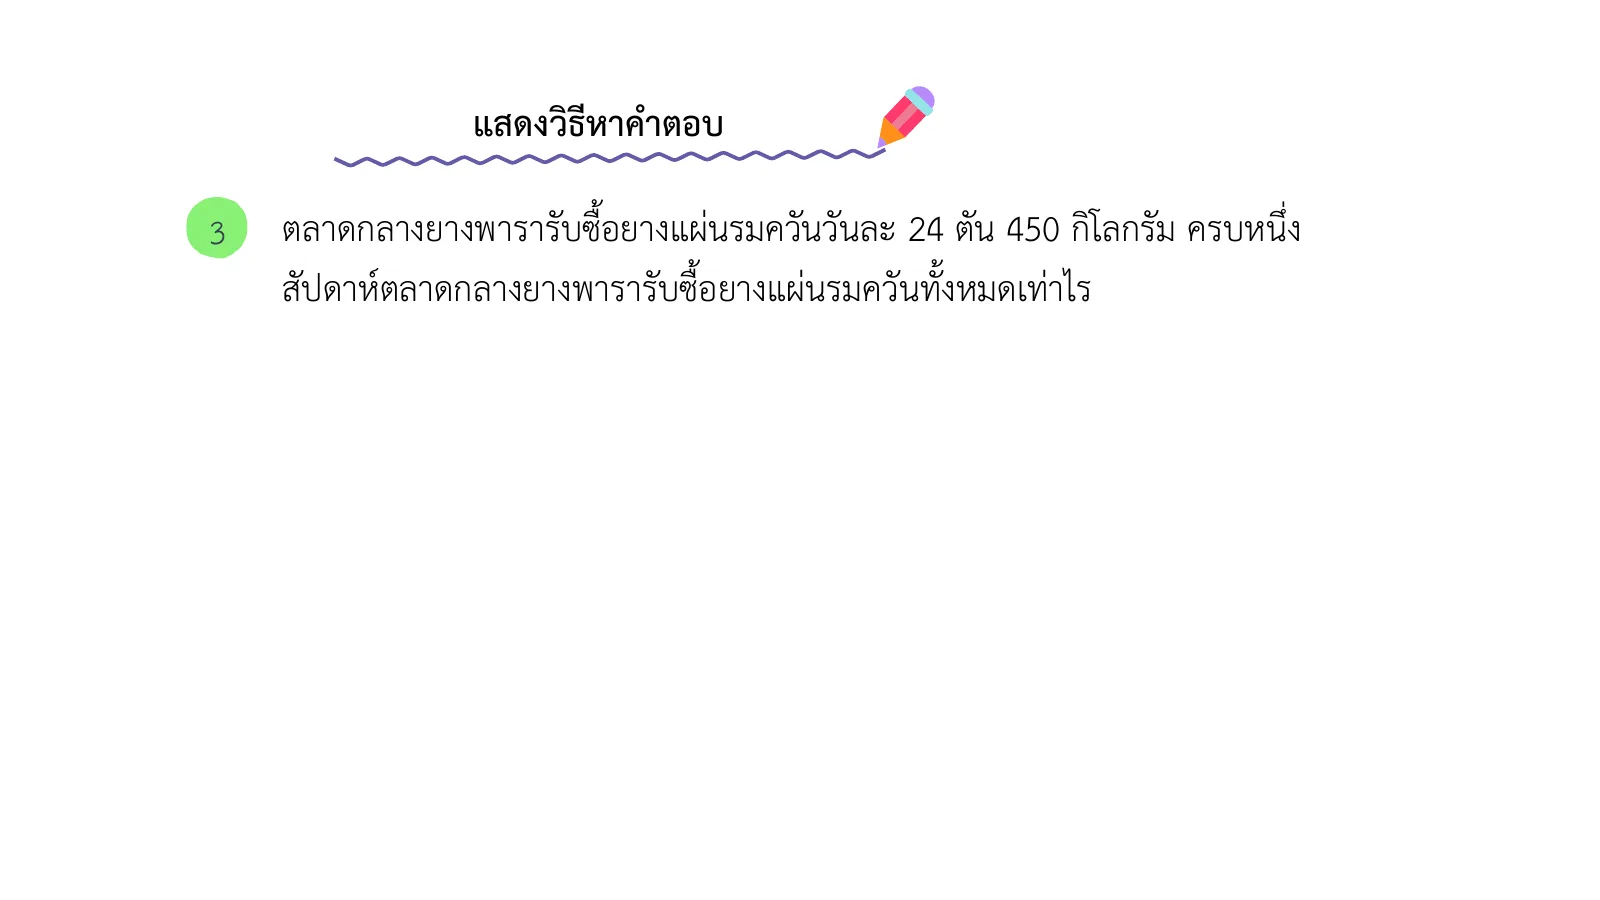 แสดงวิธีหาคำตอบ
3 ตลาดกลางยางพารารับซื้อยางแผ่นรมควันวันละ 24 ตัน 450 กิโลกรัม ครบหนึ่ง
สัปดาห์ตลาดกลางยางพารารับซื้อยางแผ่นรมควันทั้งหมดเท่าไร